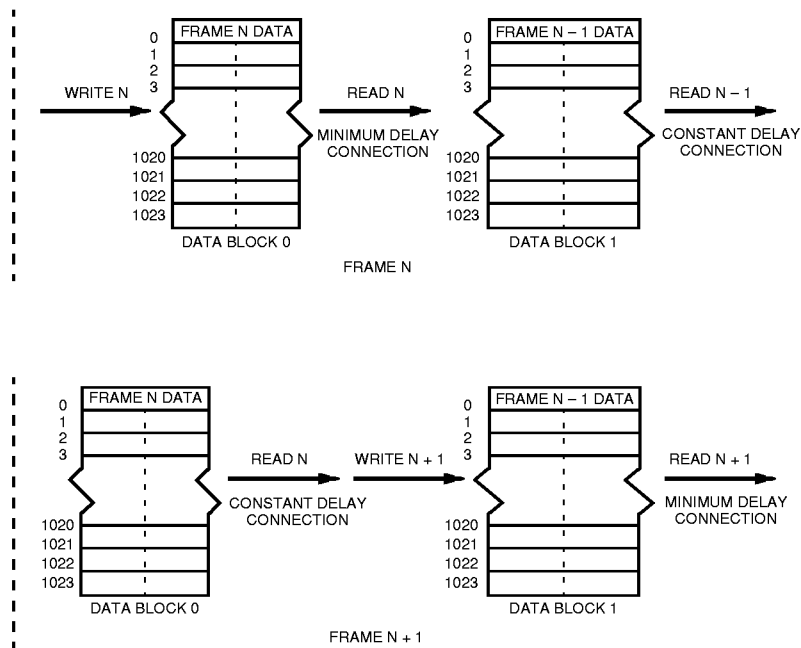 FRAME N DATA
0
1
2
3
1020
1021
1022
1023
WRITE N
DATA BLOCK 0
READ N
MINIMUM DELAY
CONNECTION
FRAME N – 1 DATA
0
1
2
3
1020
1021
1022
1023
DATA BLOCK 1
READ N – 1
CONSTANT DELAY
CONNECTION
FRAME N
FRAME N DATA
0
1
2
3
1020
1021
1022
1023
DATA BLOCK 0
READ N
CONSTANT DELAY
CONNECTION
WRITE N + 1
FRAME N – 1 DATA
0
1
2
3
1020
1021
1022
1023
DATA BLOCK 1
READ N + 1
MINIMUM DELAY
CONNECTION
FRAME N + 1